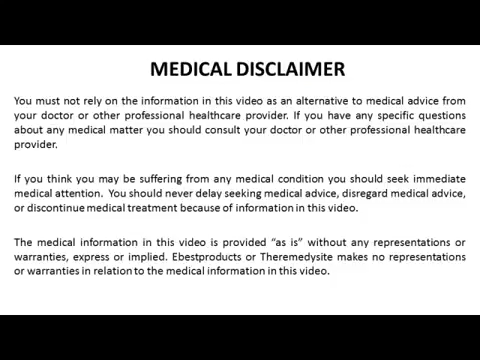 MEDICAL DISCLAIMER
You must not rely on the information in this video as an alternative to medical advice from
your doctor or other professional healthcare provider. If you have any specific questions
about any medical matter you should consult your doctor or other professional healthcare
provider.
If you think you may be suffering from any medical condition you should seek immediate
medical attention. You should never delay seeking medical advice, disregard medical advice,
or discontinue medical treatment because of information in this video.
The medical information in this video is provided “as is” without any representations or
warranties, express or implied. Ebestproducts or Theremedysite makes no representations
or warranties in relation to the medical information in this video.